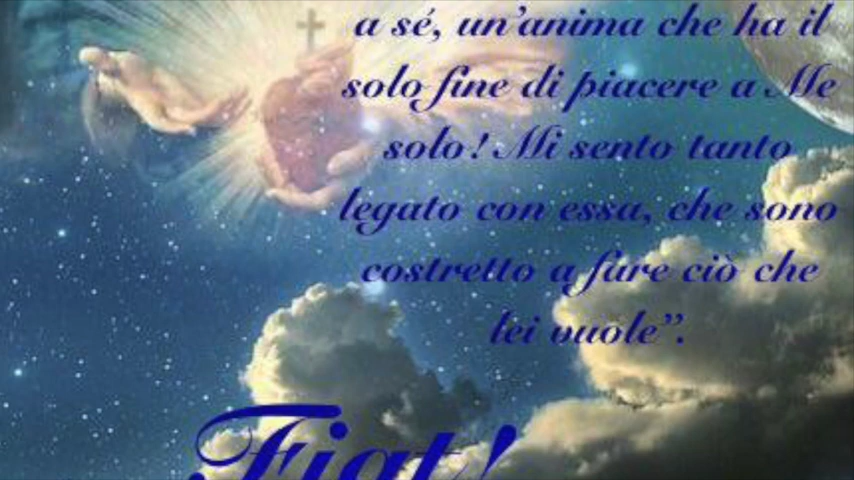 a sé, un'anima che ha il
solo fine di piacere a Me
solo! Mi sento tanto
legato con essa, che sono
costretto a fare ciò che
lei vuole”.
Fiat!